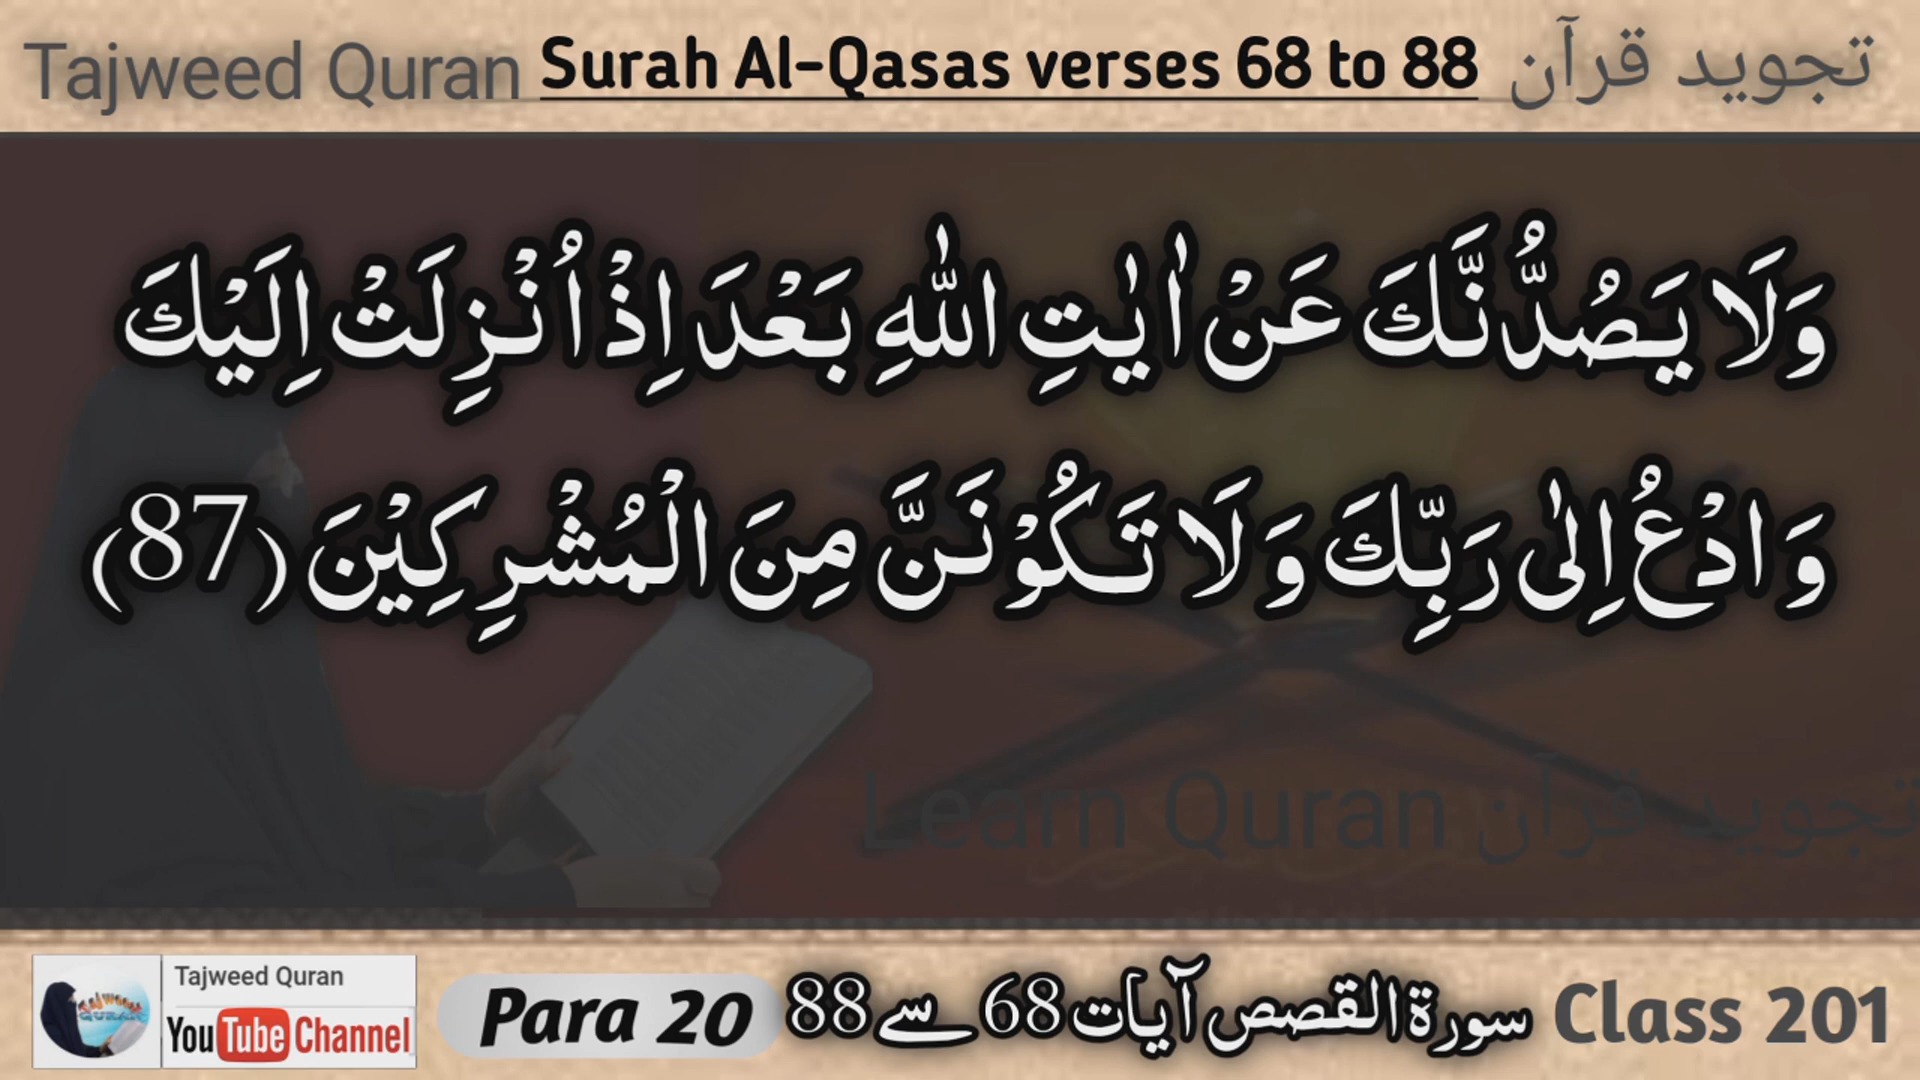 Tajweed Quran Surah Al-Qasas verses 68 to 88 تجوید قرآن
وَلَا یَصُدُّنَّكَ عَنْ اٰیٰتِ اللّٰهِ بَعْدَ اِذْ اُنْزِلَتْ اِلَیْكَ
وَ ادْعُ اِلٰى رَبِّكَ وَ لَا تَكُوْنَنَّ مِنَ الْمُشْرِكِیْنَ (87)
Learn Quran تجوید قرآن
Tajweed Quran
YouTube Channel
Para 20 سورۃ القصص آیات 68 سے 88 Class 201